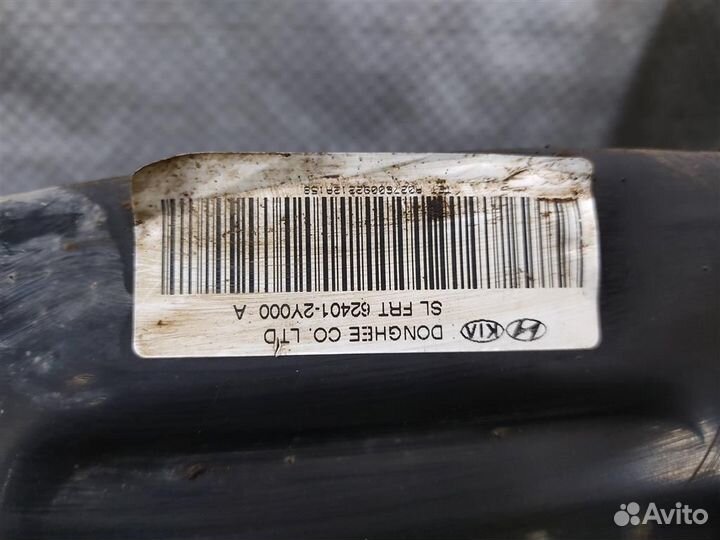 KIA DONGHEE CO. LTD
SL FRT 62401-2Y000 A
Avito